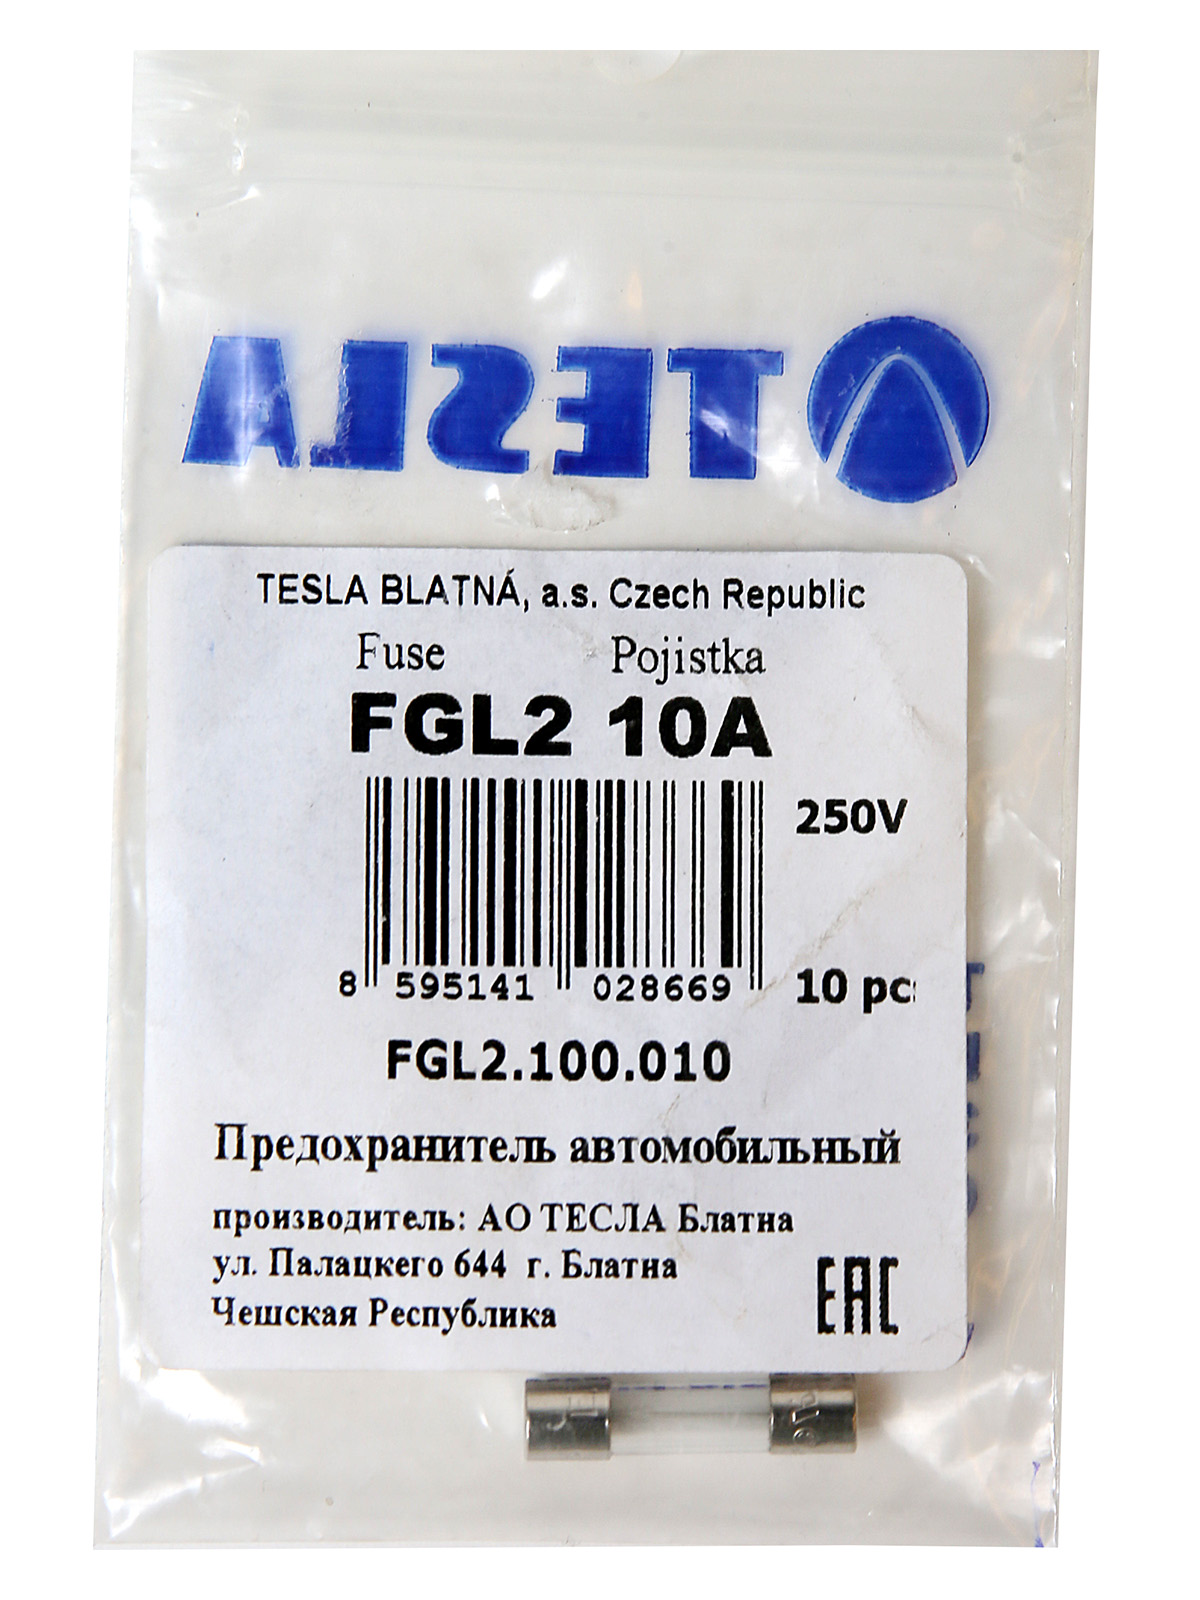 TESLA
TESLA BLATNÁ, a.s. Czech Republic
Fuse Pojistka
FGL2 10A
250V
8 595141 028669
10 pc
FGL2.100.010
Предохранитель автомобильный
производитель: АО ТЕСЛА Блатна
ул. Палацкего 644 г. Блатна
Чешская Республика
EAC